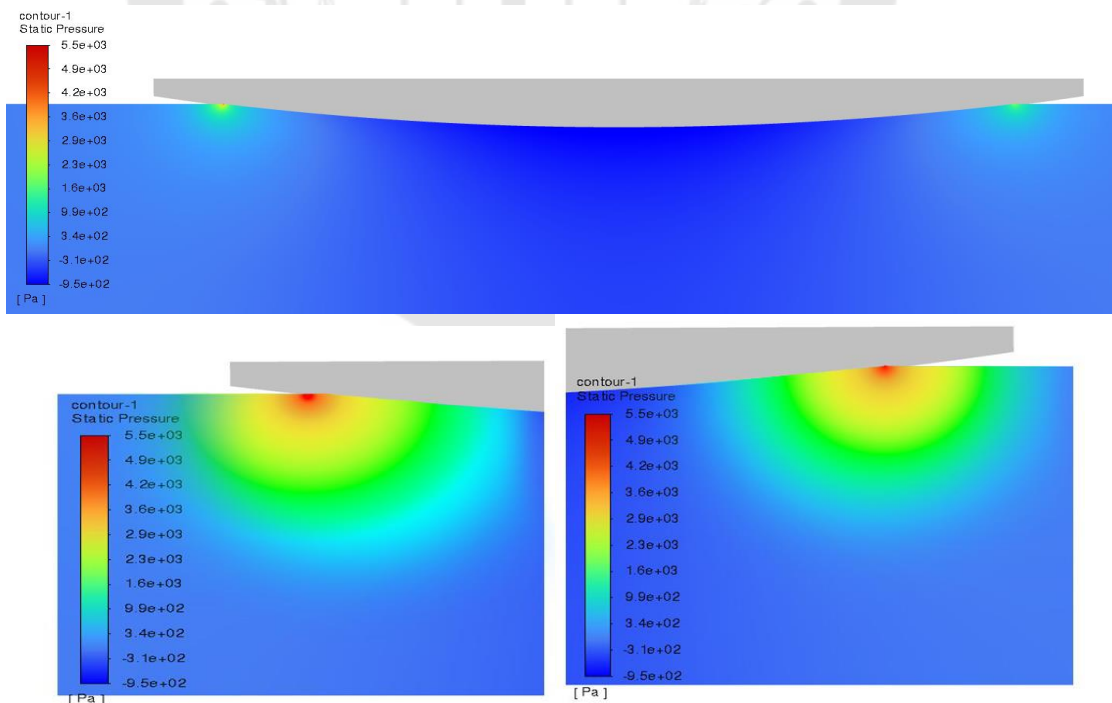 contour-1
Static Pressure
5.5e+03
4.9e+03
4.2e+03
3.6e+03
2.9e+03
2.3e+03
1.6e+03
9.9e+02
3.4e+02
-3.1e+02
-9.5e+02
[ Pa ]
contour-1
Static Pressure
5.5e+03
4.9e+03
4.2e+03
3.6e+03
2.9e+03
2.3e+03
1.6e+03
9.9e+02
3.4e+02
-3.1e+02
-9.5e+02
[ Pa ]
contour-1
Static Pressure
5.5e+03
4.9e+03
4.2e+03
3.6e+03
2.9e+03
2.3e+03
1.6e+03
9.9e+02
3.4e+02
-3.1e+02
-9.5e+02
[ Pa ]